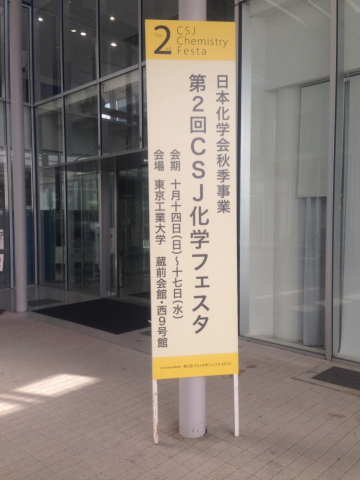 2 CSJ
Chemistry
Festa
日本化学会秋季事業
第2回CSJ化学フェスタ
会期 十月十四日(日)～十七日(水)
会場 東京工業大学 蔵前会館・西9号館